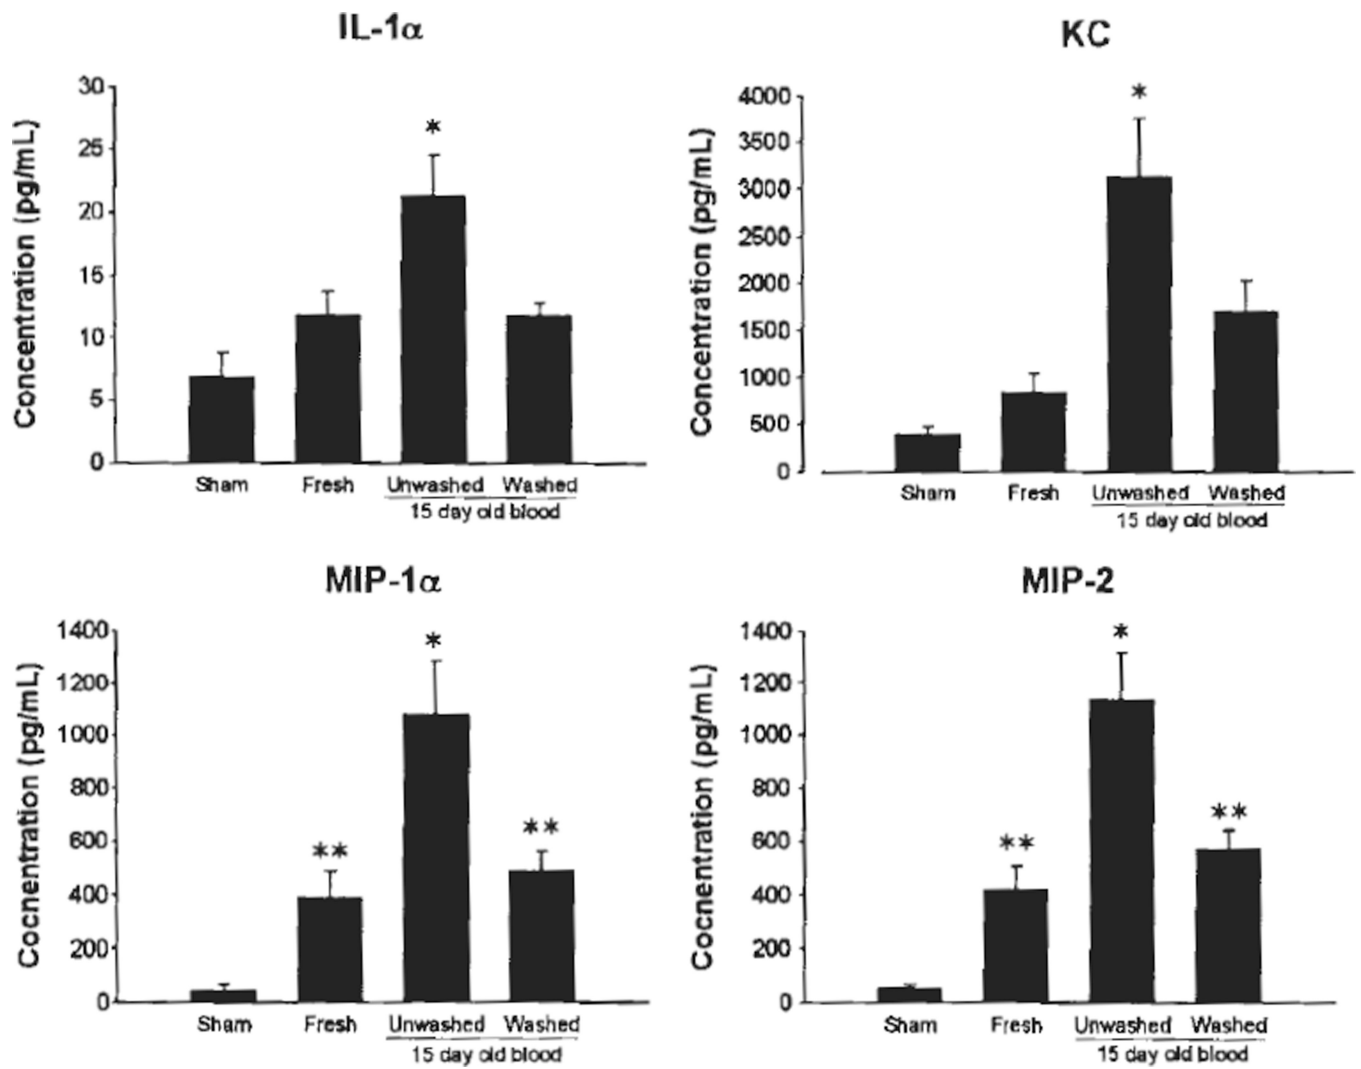 IL-1α
Concentration (pg/mL)
30
25
20
15
10
5
0
*
Sham Fresh Unwashed Washed
15 day old blood
KC
Concentration (pg/mL)
4000
3500
3000
2500
2000
1500
1000
500
0
*
Sham Fresh Unwashed Washed
15 day old blood
MIP-1α
Cocnentration (pg/mL)
1400
1200
1000
800
600
400
200
0
**
*
**
Sham Fresh Unwashed Washed
15 day old blood
MIP-2
Cocnentration (pg/mL)
1400
1200
1000
800
600
400
200
0
**
*
**
Sham Fresh Unwashed Washed
15 day old blood